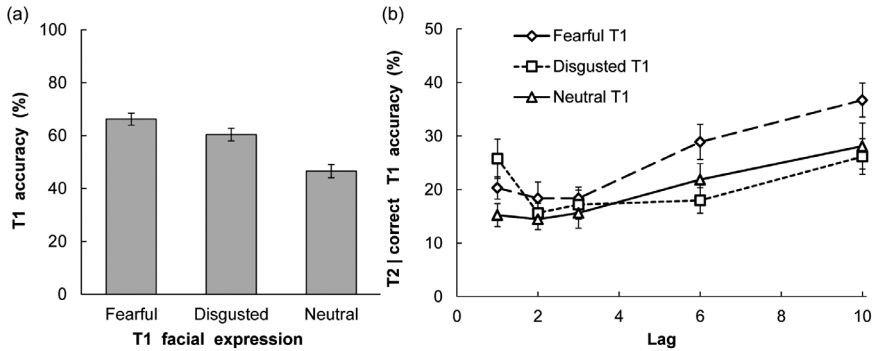 (a)
T1 accuracy (%)
100
80
60
40
20
0
Fearful Disgusted Neutral
T1 facial expression
(b)
T2 | correct T1 accuracy (%)
50
40
30
20
10
0
Fearful T1
Disgusted T1
Neutral T1
0 2 4 6 8 10
Lag